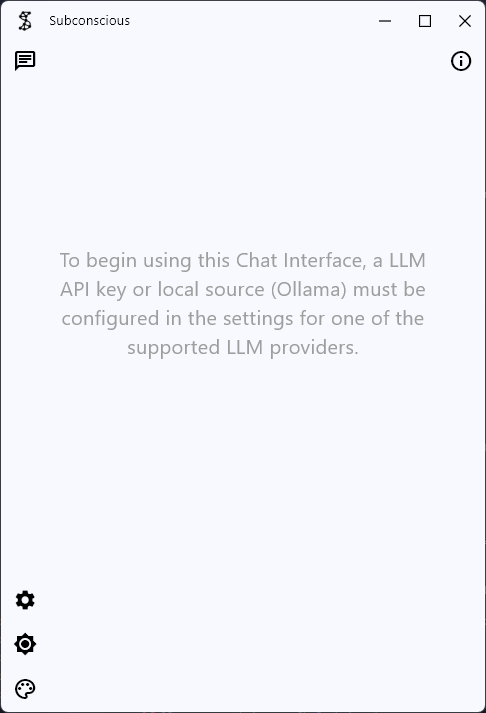 Subconscious
To begin using this Chat Interface, a LLM
API key or local source (Ollama) must be
configured in the settings for one of the
supported LLM providers.